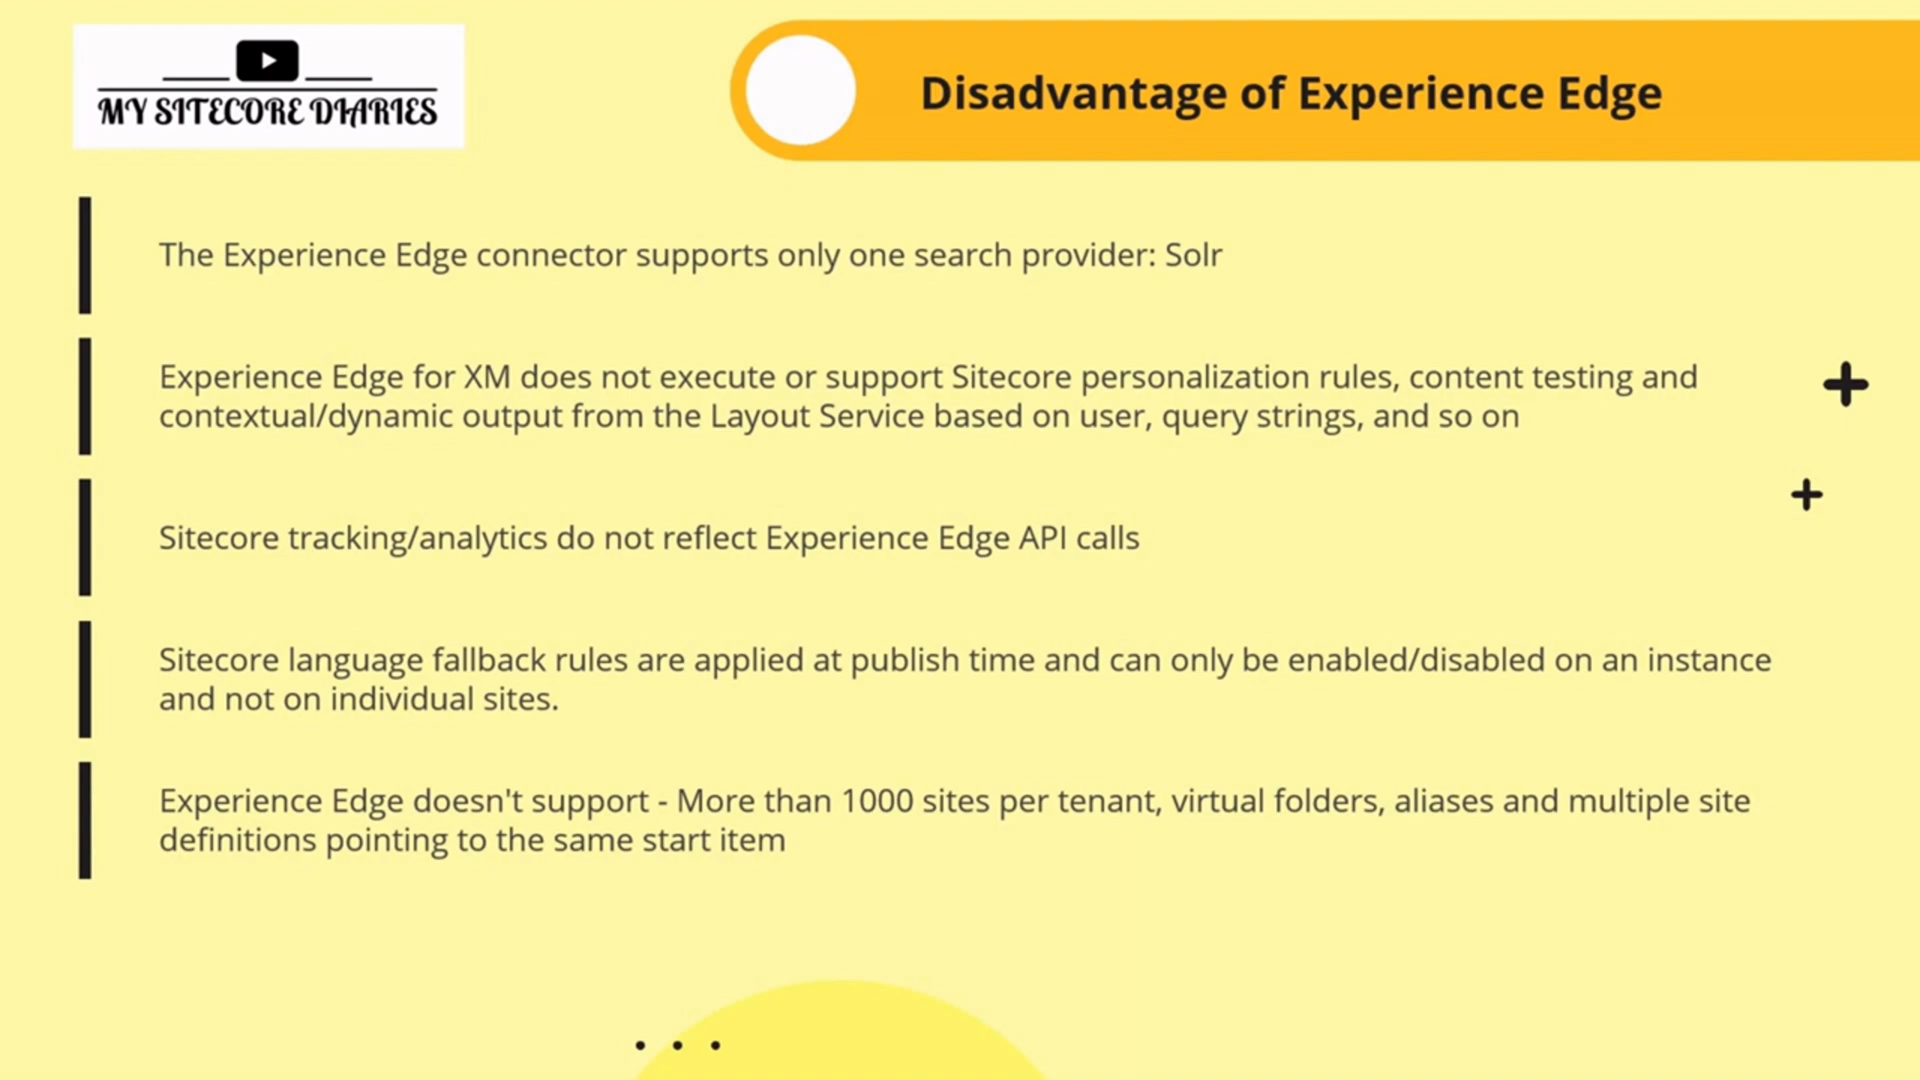 MY SITECORE DIARIES
Disadvantage of Experience Edge
The Experience Edge connector supports only one search provider: Solr
Experience Edge for XM does not execute or support Sitecore personalization rules, content testing and
contextual/dynamic output from the Layout Service based on user, query strings, and so on
Sitecore tracking/analytics do not reflect Experience Edge API calls
Sitecore language fallback rules are applied at publish time and can only be enabled/disabled on an instance
and not on individual sites.
Experience Edge doesn't support - More than 1000 sites per tenant, virtual folders, aliases and multiple site
definitions pointing to the same start item